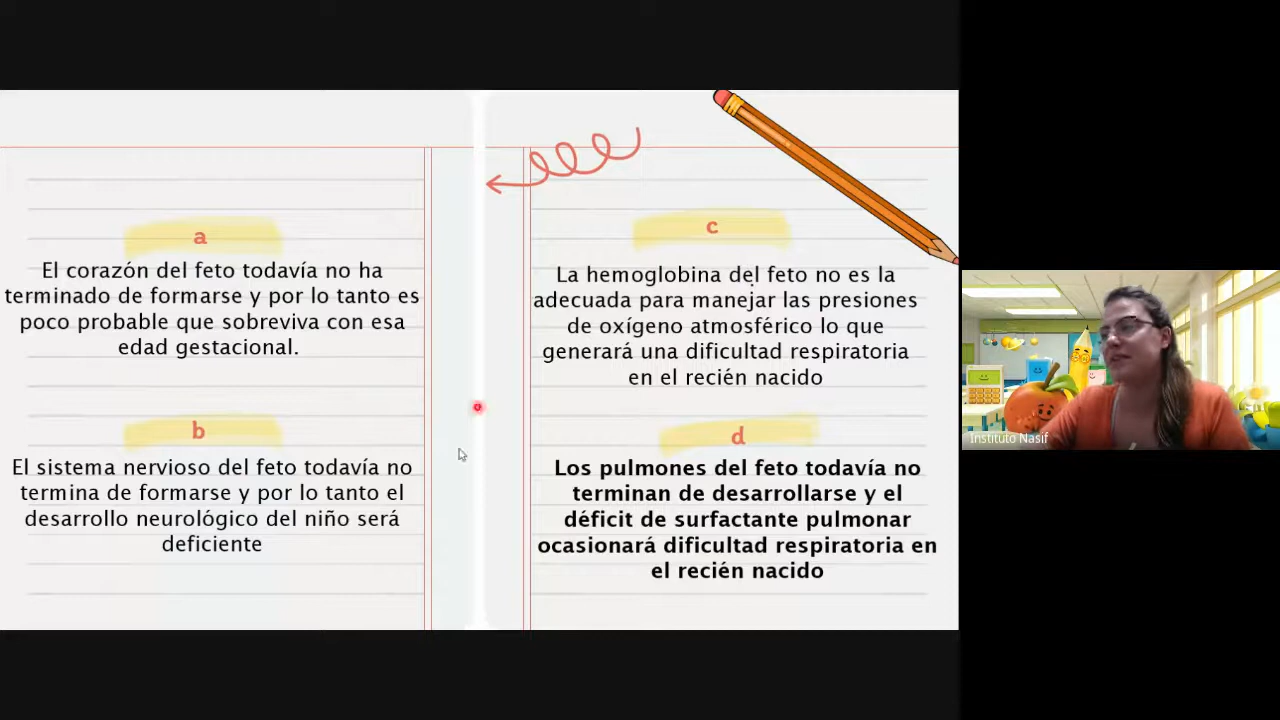 a
El corazón del feto todavía no ha
terminado de formarse y por lo tanto es
poco probable que sobreviva con esa
edad gestacional.
b
El sistema nervioso del feto todavía no
termina de formarse y por lo tanto el
desarrollo neurológico del niño será
deficiente
c
La hemoglobina del feto no es la
adecuada para manejar las presiones
de oxígeno atmosférico lo que
generará una dificultad respiratoria
en el recién nacido
d
Los pulmones del feto todavía no
terminan de desarrollarse y el
déficit de surfactante pulmonar
ocasionará dificultad respiratoria en
el recién nacido
Instituto Nasif